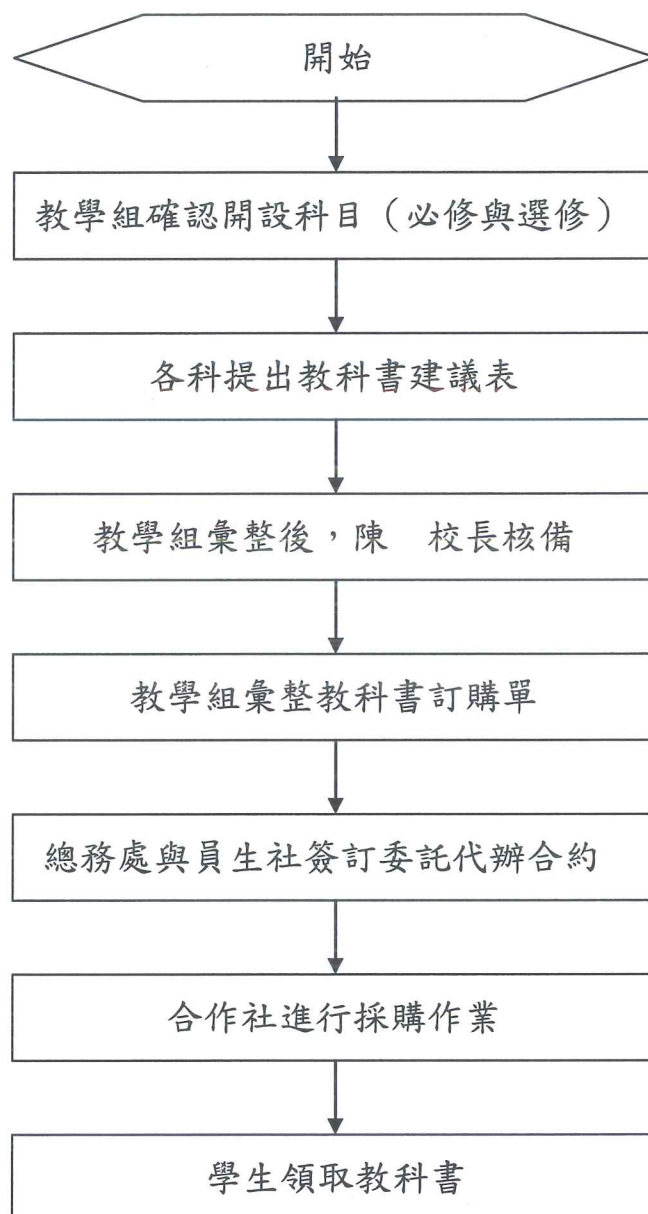 開始
教學組確認開設科目（必修與選修）
各科提出教科書建議表
教學組彙整後，陳　校長核備
教學組彙整教科書訂購單
總務處與員生社簽訂委託代辦合約
合作社進行採購作業
學生領取教科書